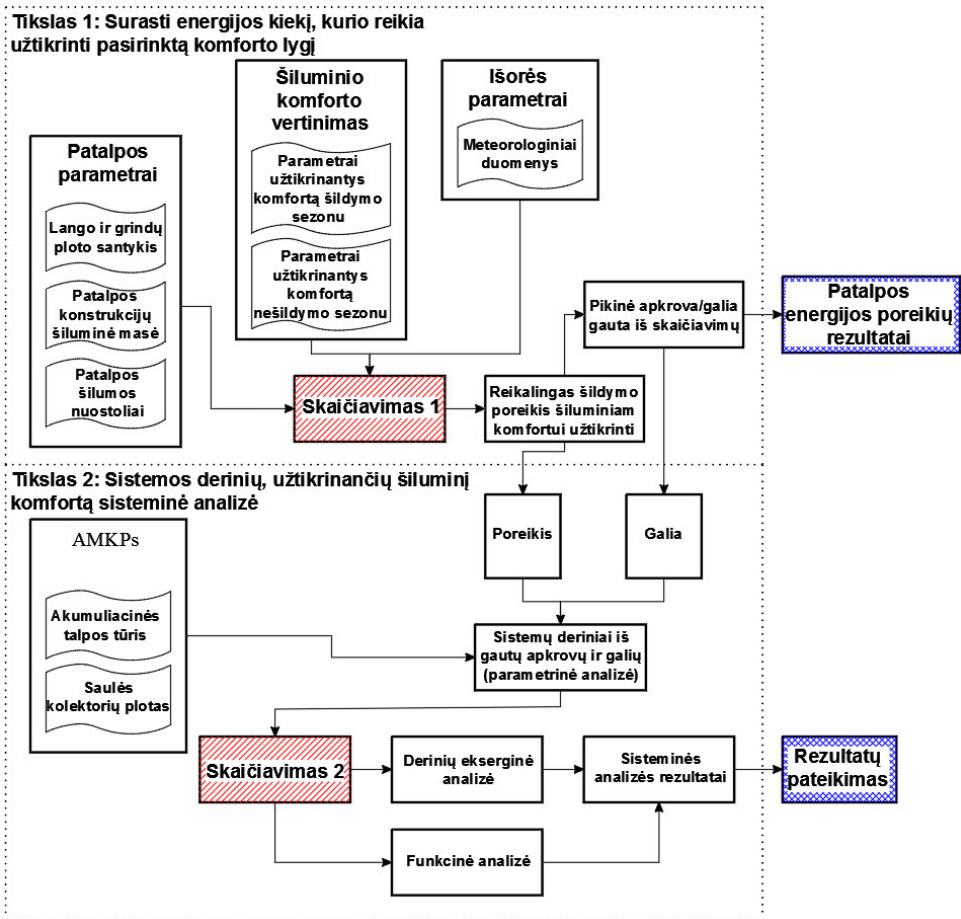 Tikslas 1: Surasti energijos kiekį, kurio reikia
užtikrinti pasirinktą komforto lygį
Patalpos
parametrai
Lango ir grindų
ploto santykis
Patalpos
konstrukcijų
šiluminė masė
Patalpos
šilumos
nuostoliai
Šiluminio
komforto
vertinimas
Parametrai
užtikrinantys
komfortą šildymo
sezonu
Parametrai
užtikrinantys
komfortą
nešildymo sezonu
Išorės
parametrai
Meteorologiniai
duomenys
Skaičiavimas 1
Reikalingas šildymo
poreikis šiluminiam
komfortui užtikrinti
Pikinė apkrova/galia
gauta iš skaičiavimų
Patalpos
energijos poreikių
rezultatai
Tikslas 2: Sistemos derinių, užtikrinančių šiluminį
komfortą sisteminė analizė
AMKPs
Akumuliacinės
talpos tūris
Saulės
kolektorių plotas
Poreikis
Galia
Sistemų deriniai iš
gautų apkrovų ir galių
(parametrinė analizė)
Skaičiavimas 2
Derinių ekserginė
analizė
Funkcinė analizė
Sisteminės
analizės rezultatai
Rezultatų
pateikimas